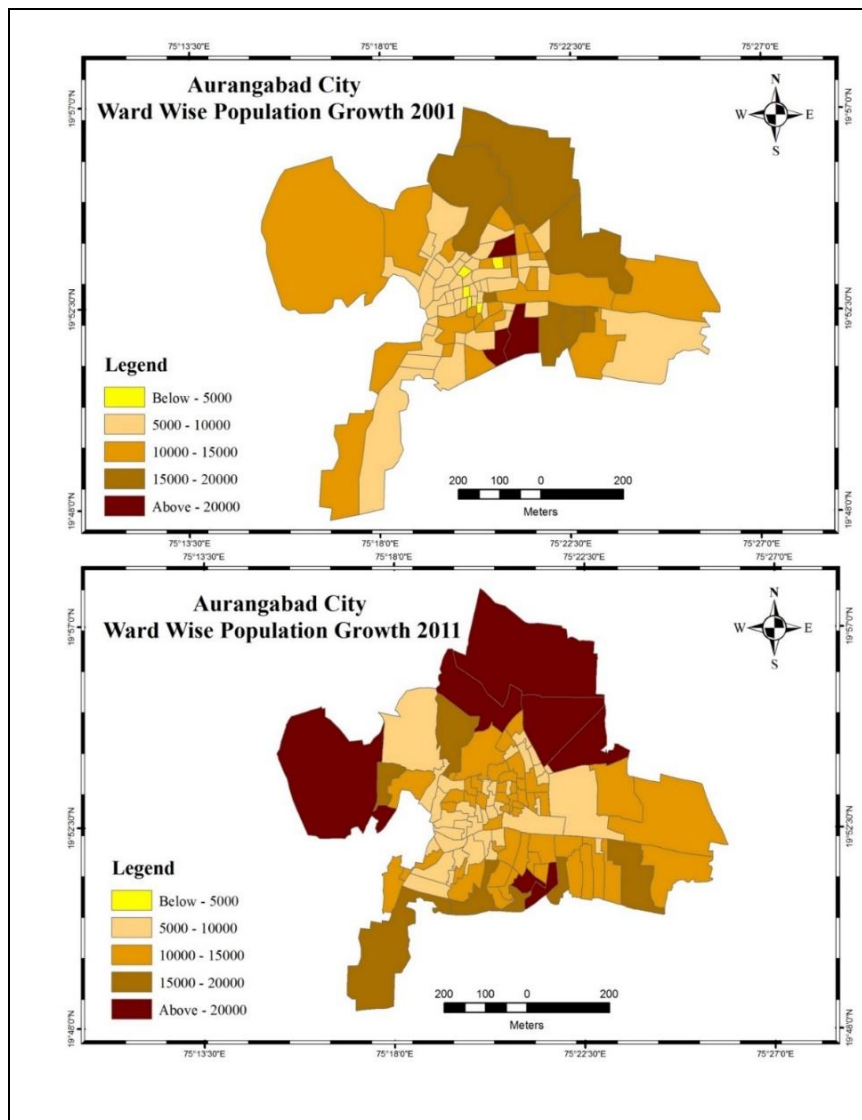 75°13'30"E 75°18'0"E 75°22'30"E 75°27'0"E
Aurangabad City
Ward Wise Population Growth 2001
N
W E
S
19°57'0"N 19°57'0"N
19°52'30"N 19°52'30"N
19°48'0"N 19°48'0"N
Legend
Below - 5000
5000 - 10000
10000 - 15000
15000 - 20000
Above - 20000
200 100 0 200
Meters
75°13'30"E 75°18'0"E 75°22'30"E 75°27'0"E
75°13'30"E 75°18'0"E 75°22'30"E 75°27'0"E
Aurangabad City
Ward Wise Population Growth 2011
N
W E
S
19°57'0"N 19°57'0"N
19°52'30"N 19°52'30"N
19°48'0"N 19°48'0"N
Legend
Below - 5000
5000 - 10000
10000 - 15000
15000 - 20000
Above - 20000
200 100 0 200
Meters
75°13'30"E 75°18'0"E 75°22'30"E 75°27'0"E